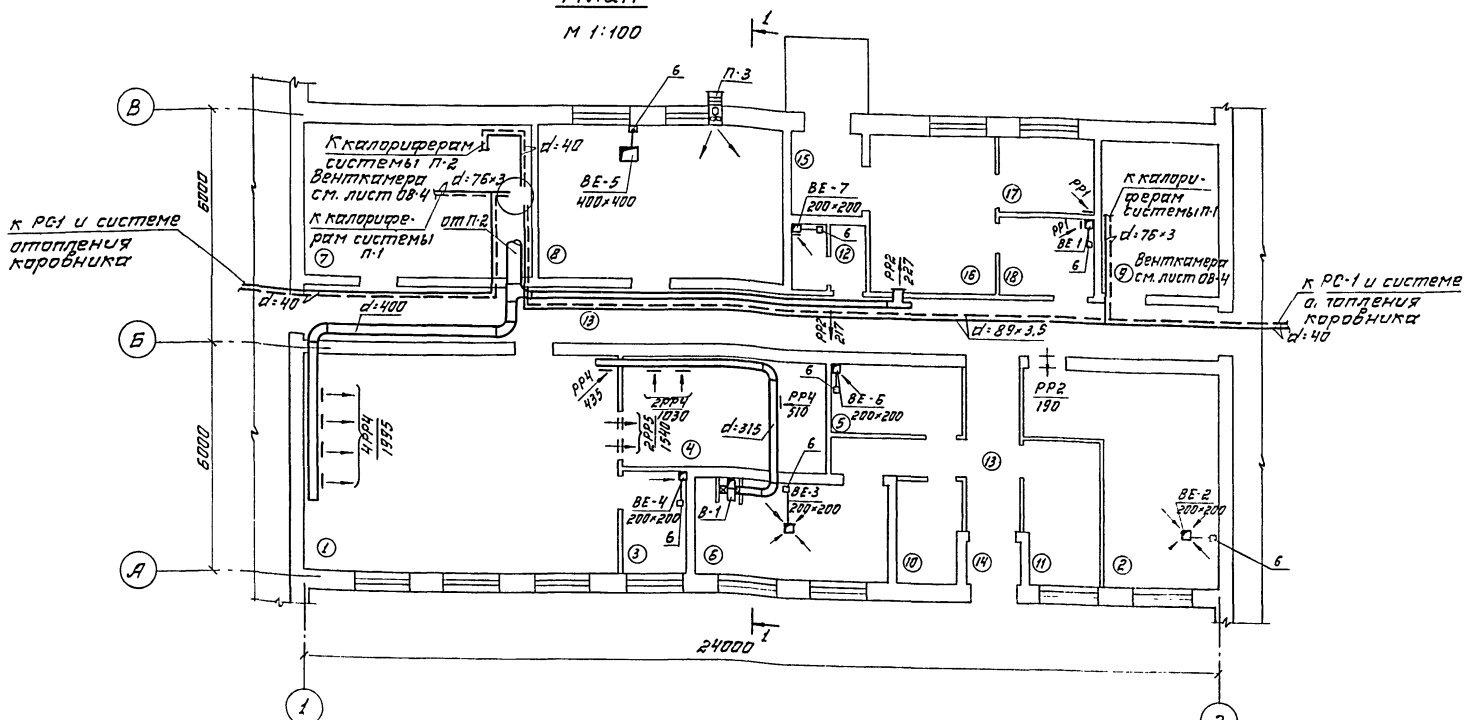 План
М 1:100
1
6
П-3
В
К калориферам
системы П-2
Венткамера
см. лист ОВ-4
d=40
d=76×3
к калорифе-
рам системы
П-1
от П-2
к РС-1 и системе
отопления
коровника
d=40
d=400
7
8
ВЕ-5
400×400
15
ВЕ-7
200×200
6
12
РР2
227
16
17
18
РР1
РР1
ВЕ-1
6
к калори-
ферам
системы П-1
d=76×3
9
Венткамера
см. лист ОВ-4
к РС-1 и системе
отопления
коровника
d=40
6000
13
РР2
217
d=89×3,5
Б
РР4
435
2РР4
1030
2РР5
1540
4
d=315
РР4
510
6
ВЕ-6
200×200
5
РР2
190
4РР4
1995
6000
13
6
ВЕ-4
200×200
6
В-1
ВЕ-3
200×200
ВЕ-2
200×200
6
А
1
3
6
10
14
11
2
1
24000
1
2